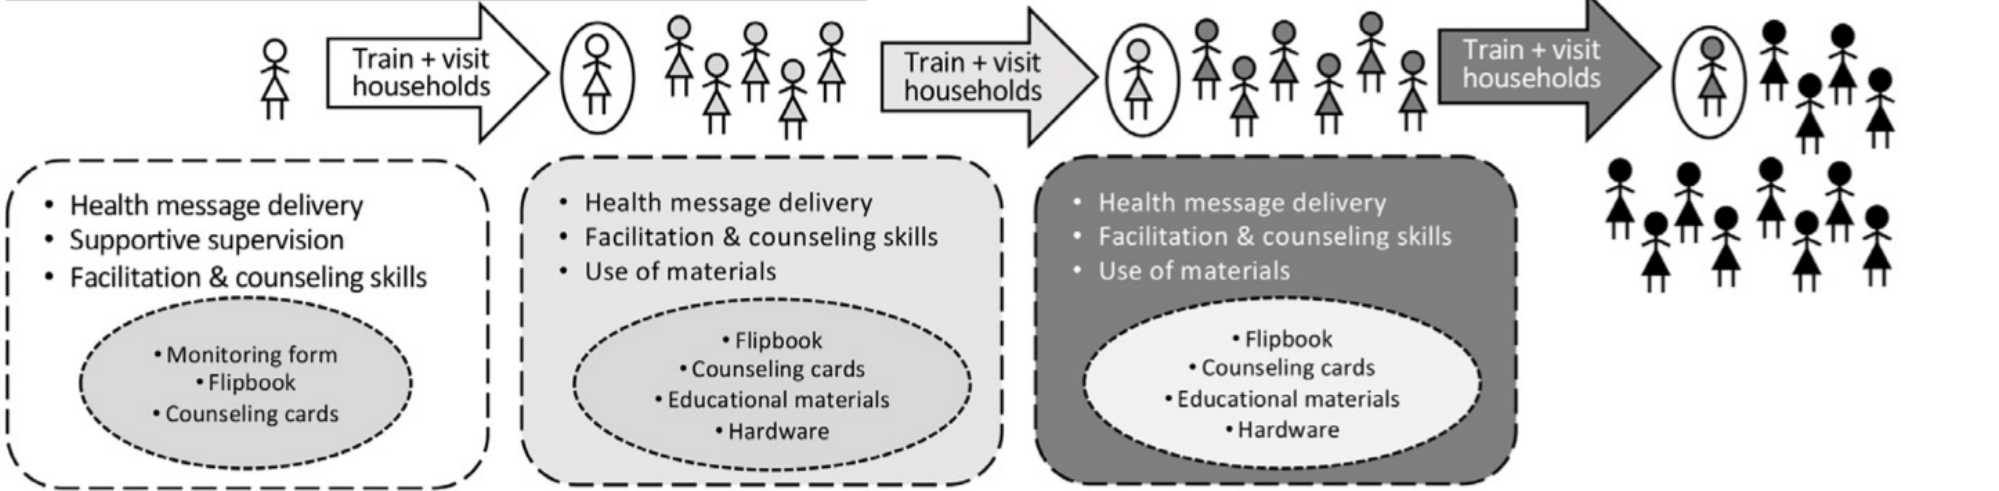 Train + visit
households
Train + visit
households
Train + visit
households
• Health message delivery
• Supportive supervision
• Facilitation & counseling skills
• Monitoring form
• Flipbook
• Counseling cards
• Health message delivery
• Facilitation & counseling skills
• Use of materials
• Flipbook
• Counseling cards
• Educational materials
• Hardware
• Health message delivery
• Facilitation & counseling skills
• Use of materials
• Flipbook
• Counseling cards
• Educational materials
• Hardware